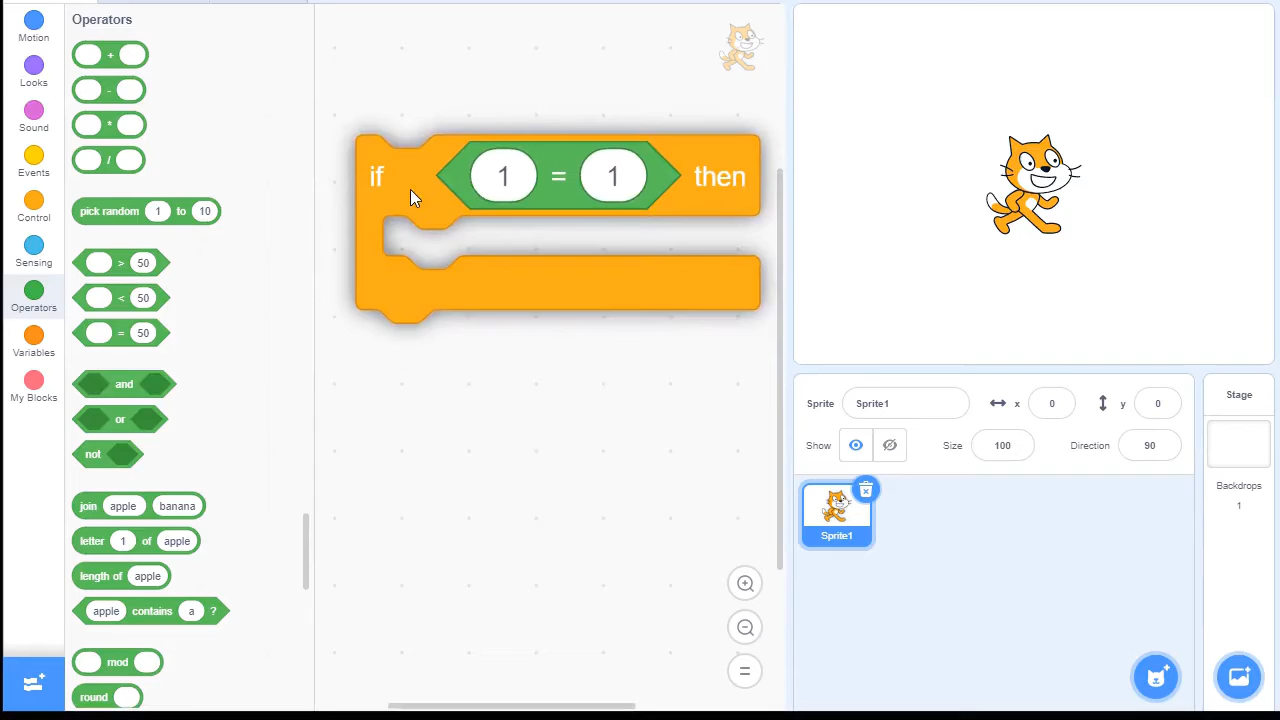 Motion
Looks
Sound
Events
Control
Sensing
Operators
Variables
My Blocks
Operators
+
-
*
/
pick random 1 to 10
> 50
< 50
= 50
and
or
not
join apple banana
letter 1 of apple
length of apple
apple contains a ?
mod
round
if 1 = 1 then
Sprite Sprite1 x 0 y 0
Show Size 100 Direction 90
Sprite1
Stage
Backdrops
1